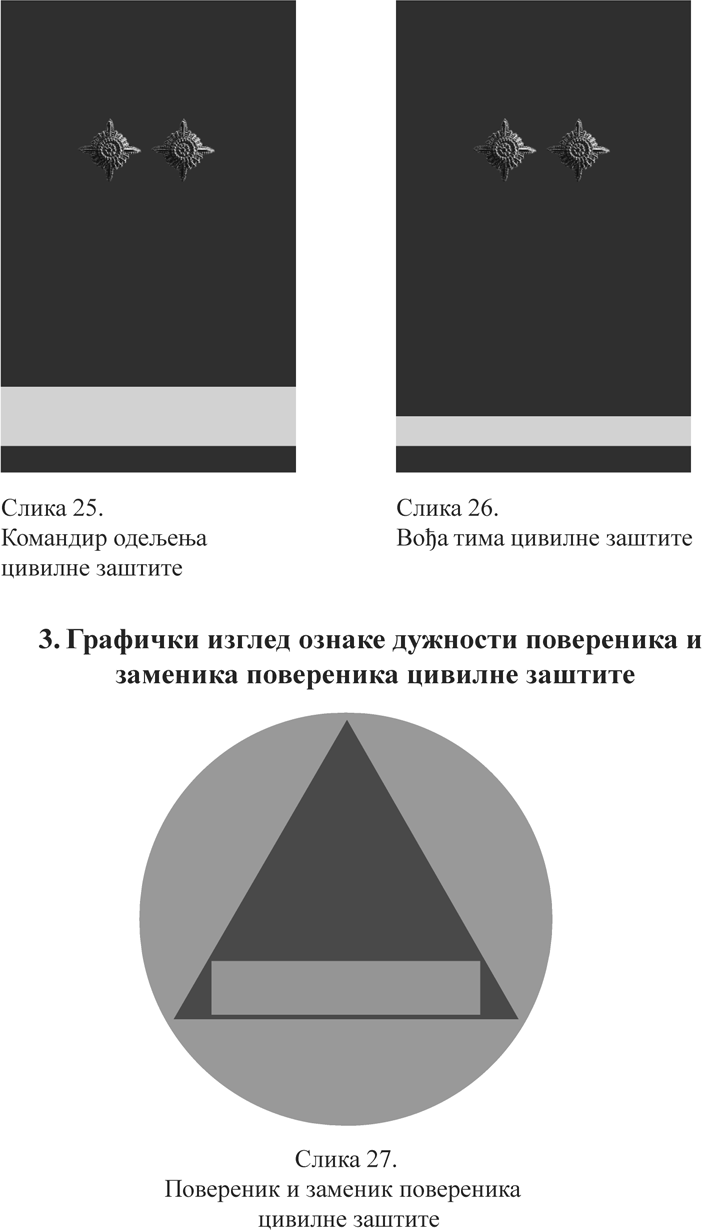 Слика 25.
Командир одељења
цивилне заштите
Слика 26.
Вођа тима цивилне заштите
3. Графички изглед ознаке дужности повереника и
заменика повереника цивилне заштите
Слика 27.
Повереник и заменик повереника
цивилне заштите